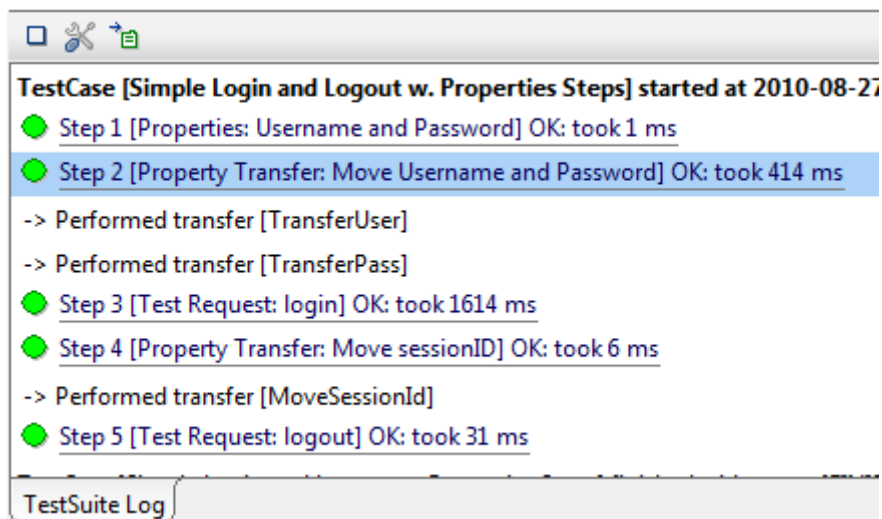 TestCase [Simple Login and Logout w. Properties Steps] started at 2010-08-27
Step 1 [Properties: Username and Password] OK: took 1 ms
Step 2 [Property Transfer: Move Username and Password] OK: took 414 ms
-> Performed transfer [TransferUser]
-> Performed transfer [TransferPass]
Step 3 [Test Request: login] OK: took 1614 ms
Step 4 [Property Transfer: Move sessionID] OK: took 6 ms
-> Performed transfer [MoveSessionId]
Step 5 [Test Request: logout] OK: took 31 ms
TestSuite Log